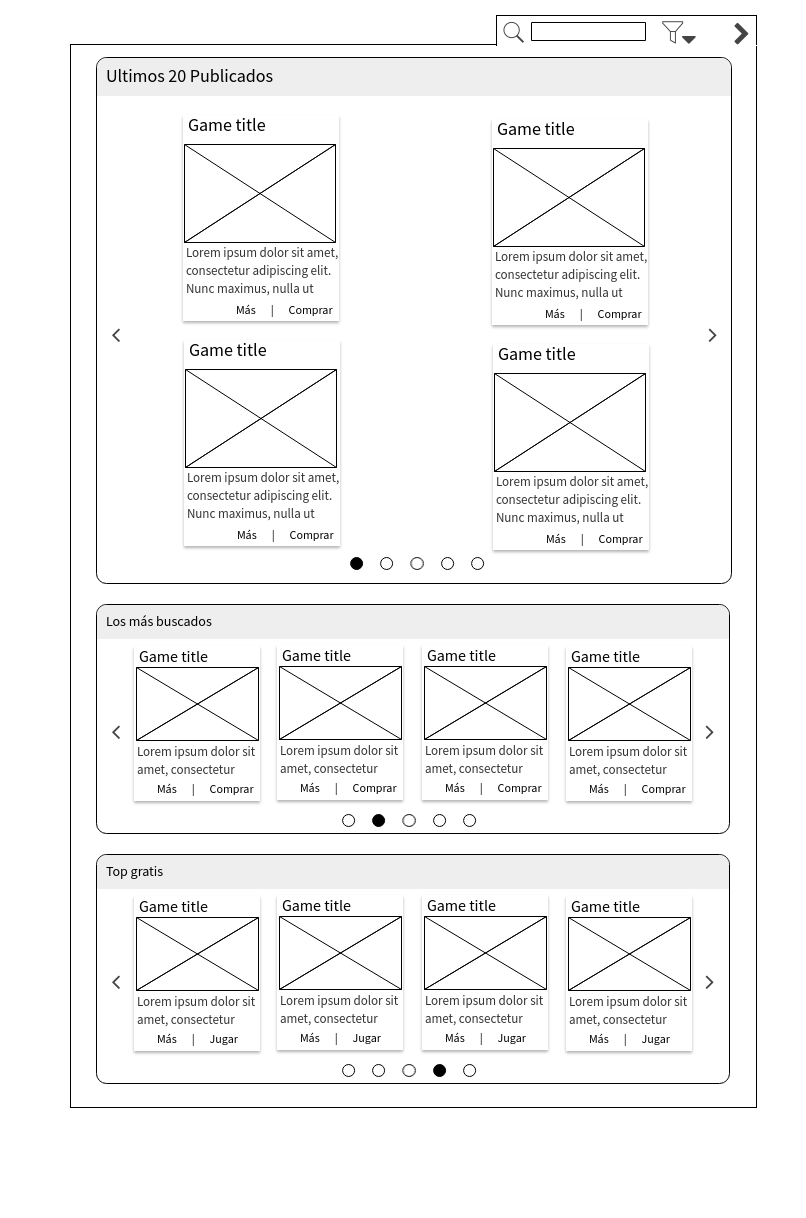 Ultimos 20 Publicados
Game title
Game title
Lorem ipsum dolor sit amet,
consectetur adipiscing elit.
Nunc maximus, nulla ut
Más | Comprar
Lorem ipsum dolor sit amet,
consectetur adipiscing elit.
Nunc maximus, nulla ut
Más | Comprar
Game title
Game title
Lorem ipsum dolor sit amet,
consectetur adipiscing elit.
Nunc maximus, nulla ut
Más | Comprar
Lorem ipsum dolor sit amet,
consectetur adipiscing elit.
Nunc maximus, nulla ut
Más | Comprar
Los más buscados
Game title
Lorem ipsum dolor sit
amet, consectetur
Más | Comprar
Game title
Lorem ipsum dolor sit
amet, consectetur
Más | Comprar
Game title
Lorem ipsum dolor sit
amet, consectetur
Más | Comprar
Game title
Lorem ipsum dolor sit
amet, consectetur
Más | Comprar
Top gratis
Game title
Lorem ipsum dolor sit
amet, consectetur
Más | Jugar
Game title
Lorem ipsum dolor sit
amet, consectetur
Más | Jugar
Game title
Lorem ipsum dolor sit
amet, consectetur
Más | Jugar
Game title
Lorem ipsum dolor sit
amet, consectetur
Más | Jugar